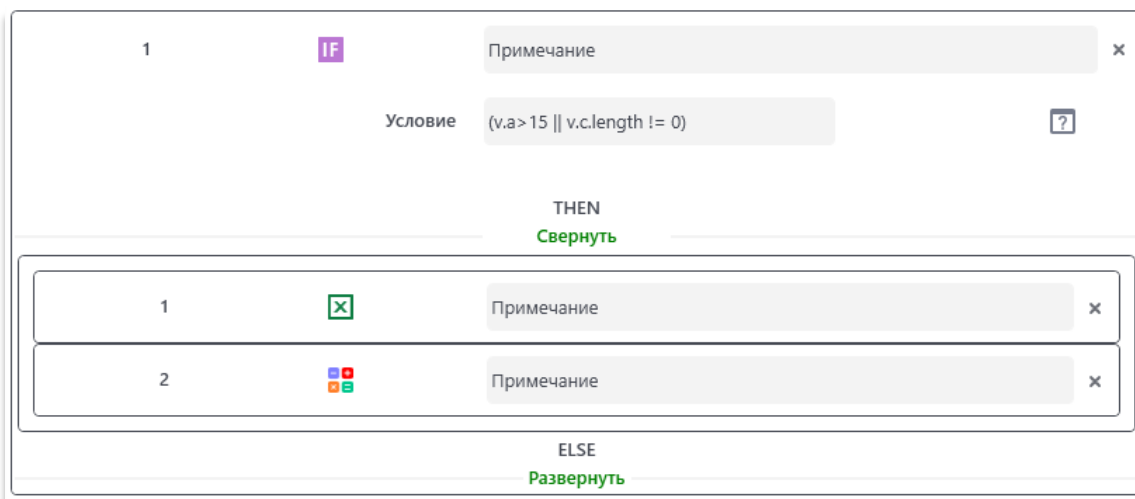 1 IF Примечание ×
Условие (v.a>15 || v.c.length != 0) ?
THEN
Свернуть
1 X Примечание ×
2 Примечание ×
ELSE
Развернуть